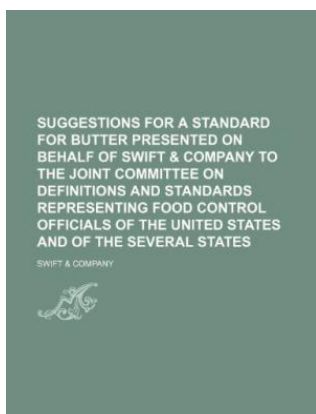 SUGGESTIONS FOR A STANDARD
FOR BUTTER PRESENTED ON
BEHALF OF SWIFT & COMPANY TO
THE JOINT COMMITTEE ON
DEFINITIONS AND STANDARDS
REPRESENTING FOOD CONTROL
OFFICIALS OF THE UNITED STATES
AND OF THE SEVERAL STATES
SWIFT & COMPANY